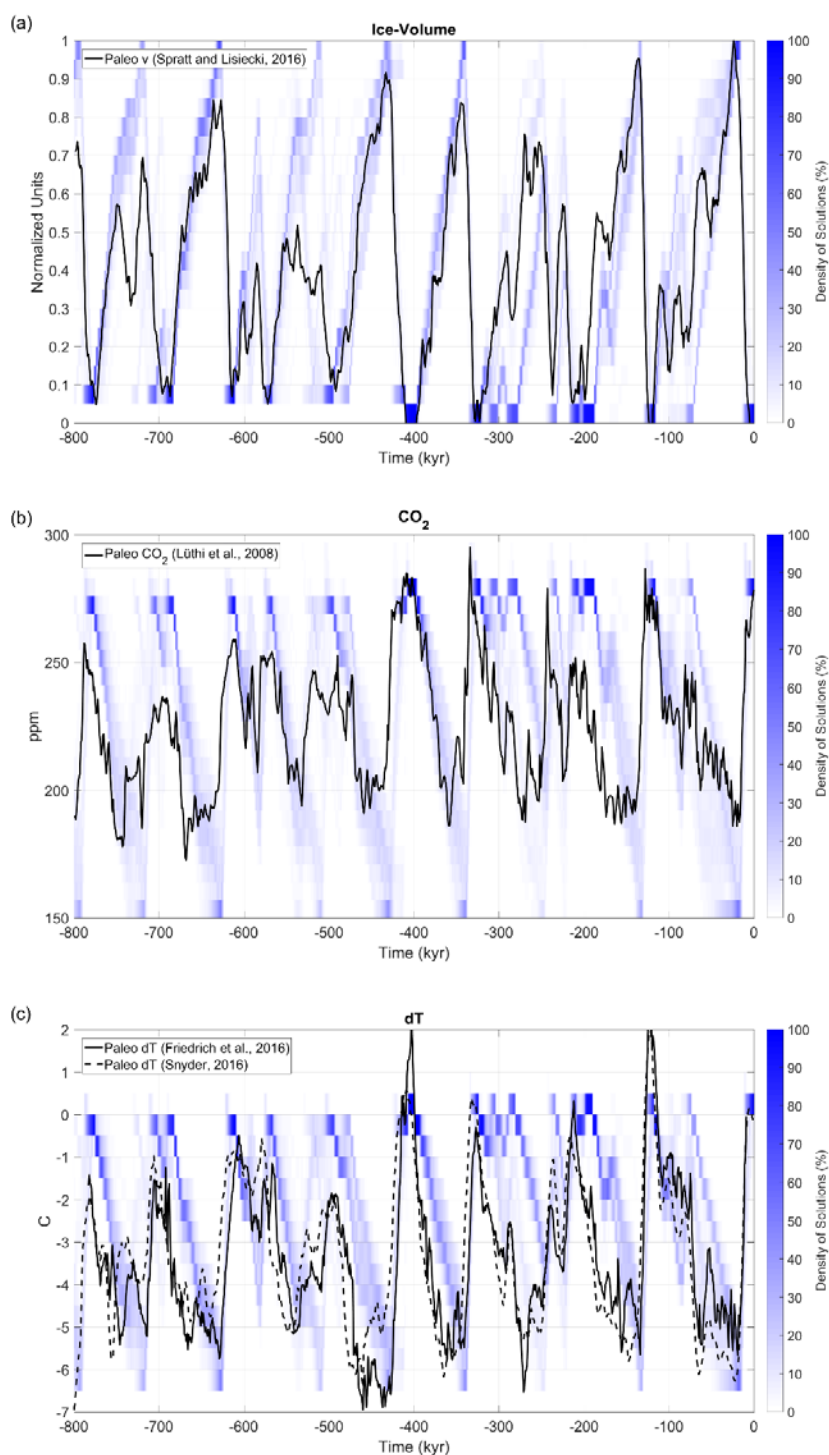 (a)
Ice-Volume
Paleo v (Spratt and Lisiecki, 2016)
1
0.9
0.8
0.7
0.6
0.5
0.4
0.3
0.2
0.1
0
Normalized Units
-800 -700 -600 -500 -400 -300 -200 -100 0
Time (kyr)
100
90
80
70
60
50
40
30
20
10
0
Density of Solutions (%)
(b)
CO₂
Paleo CO₂ (Lüthi et al., 2008)
300
250
200
150
ppm
-800 -700 -600 -500 -400 -300 -200 -100 0
Time (kyr)
100
90
80
70
60
50
40
30
20
10
0
Density of Solutions (%)
(c)
dT
Paleo dT (Friedrich et al., 2016)
Paleo dT (Snyder, 2016)
2
1
0
-1
-2
-3
-4
-5
-6
-7
C
-800 -700 -600 -500 -400 -300 -200 -100 0
Time (kyr)
100
90
80
70
60
50
40
30
20
10
0
Density of Solutions (%)